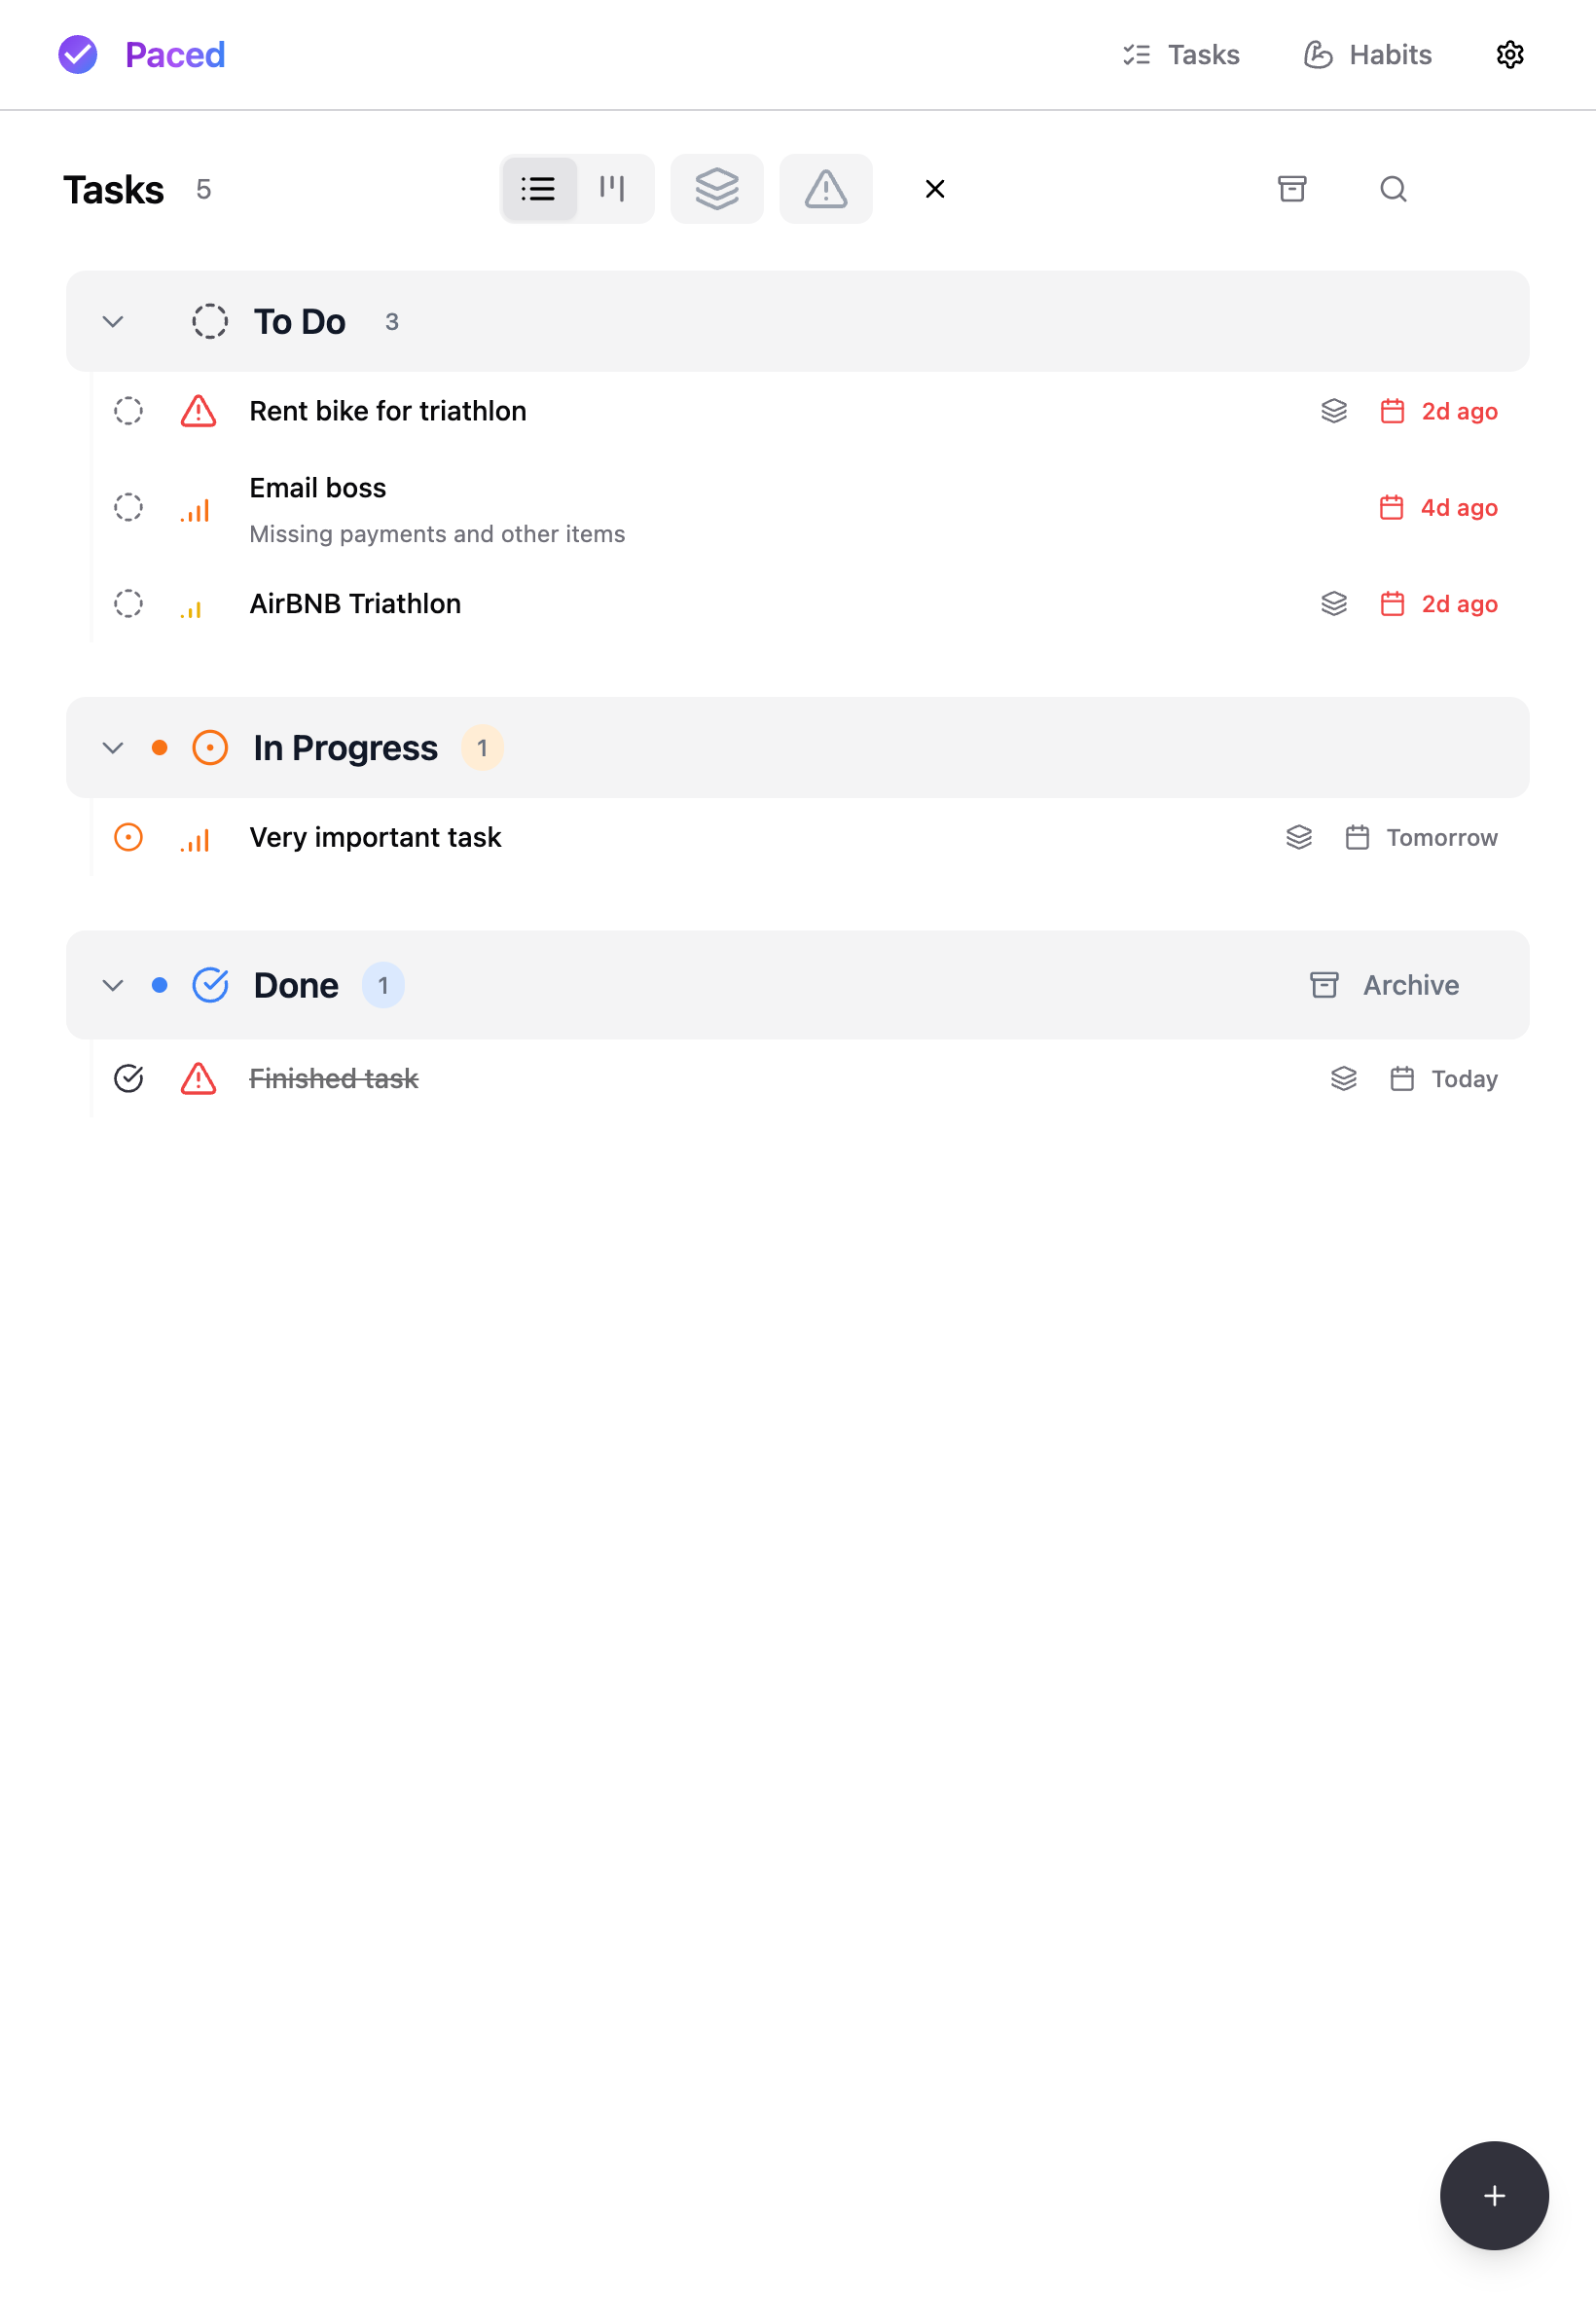 Paced
Tasks
Habits
Tasks 5
To Do 3
Rent bike for triathlon
2d ago
Email boss
Missing payments and other items
4d ago
AirBNB Triathlon
2d ago
In Progress 1
Very important task
Tomorrow
Done 1
Archive
Finished task
Today